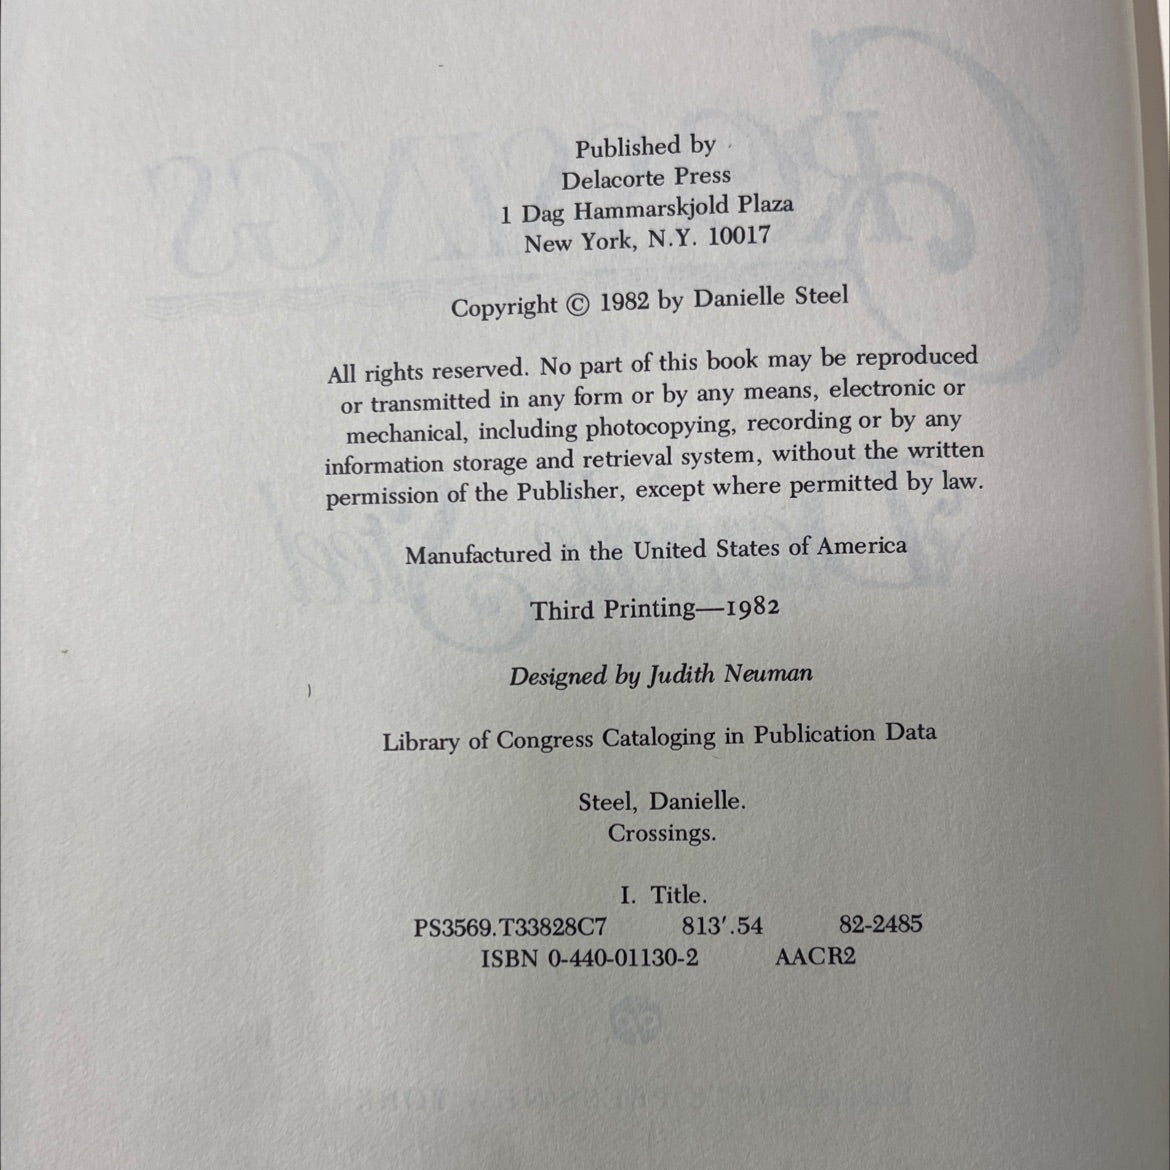 Published by
Delacorte Press
1 Dag Hammarskjold Plaza
New York, N.Y. 10017
Copyright © 1982 by Danielle Steel
All rights reserved. No part of this book may be reproduced
or transmitted in any form or by any means, electronic or
mechanical, including photocopying, recording or by any
information storage and retrieval system, without the written
permission of the Publisher, except where permitted by law.
Manufactured in the United States of America
Third Printing—1982
Designed by Judith Neuman
Library of Congress Cataloging in Publication Data
Steel, Danielle.
Crossings.
I. Title.
PS3569.T33828C7 813′.54 82-2485
ISBN 0-440-01130-2 AACR2